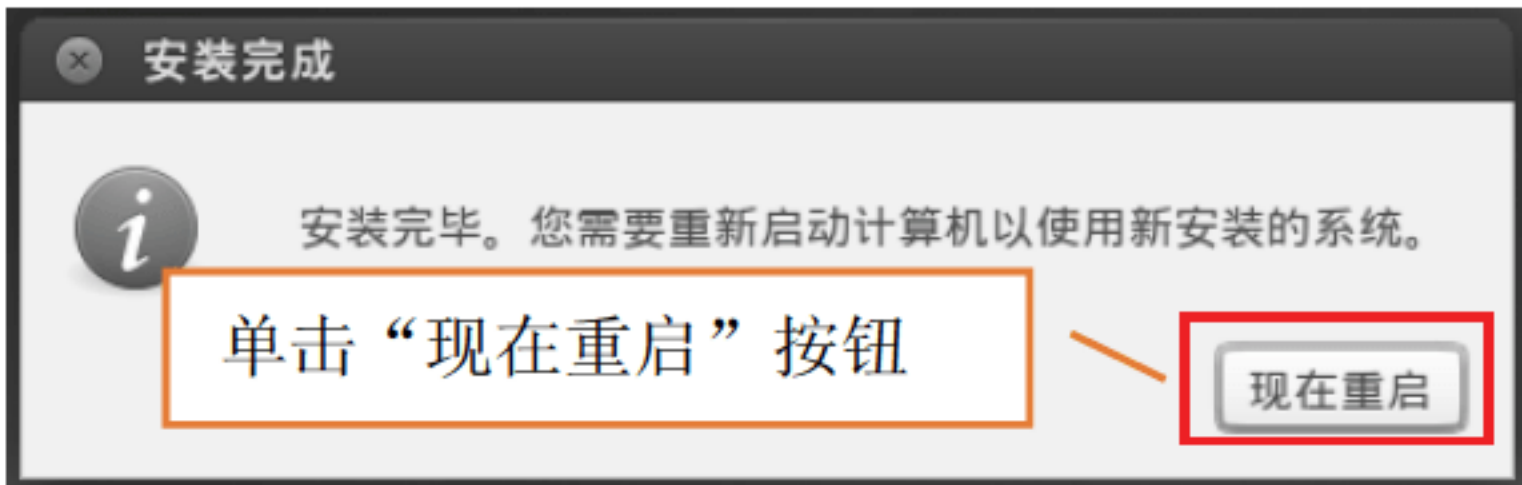 安装完成
安装完毕。您需要重新启动计算机以使用新安装的系统。
单击“现在重启”按钮
现在重启